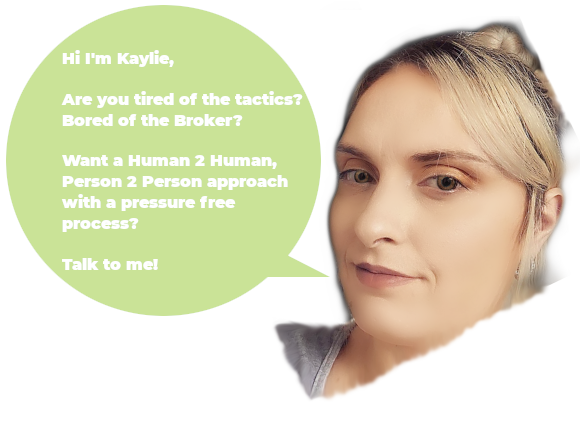 Hi I'm Kaylie,
Are you tired of the tactics?
Bored of the Broker?
Want a Human 2 Human,
Person 2 Person approach
with a pressure free
process?
Talk to me!